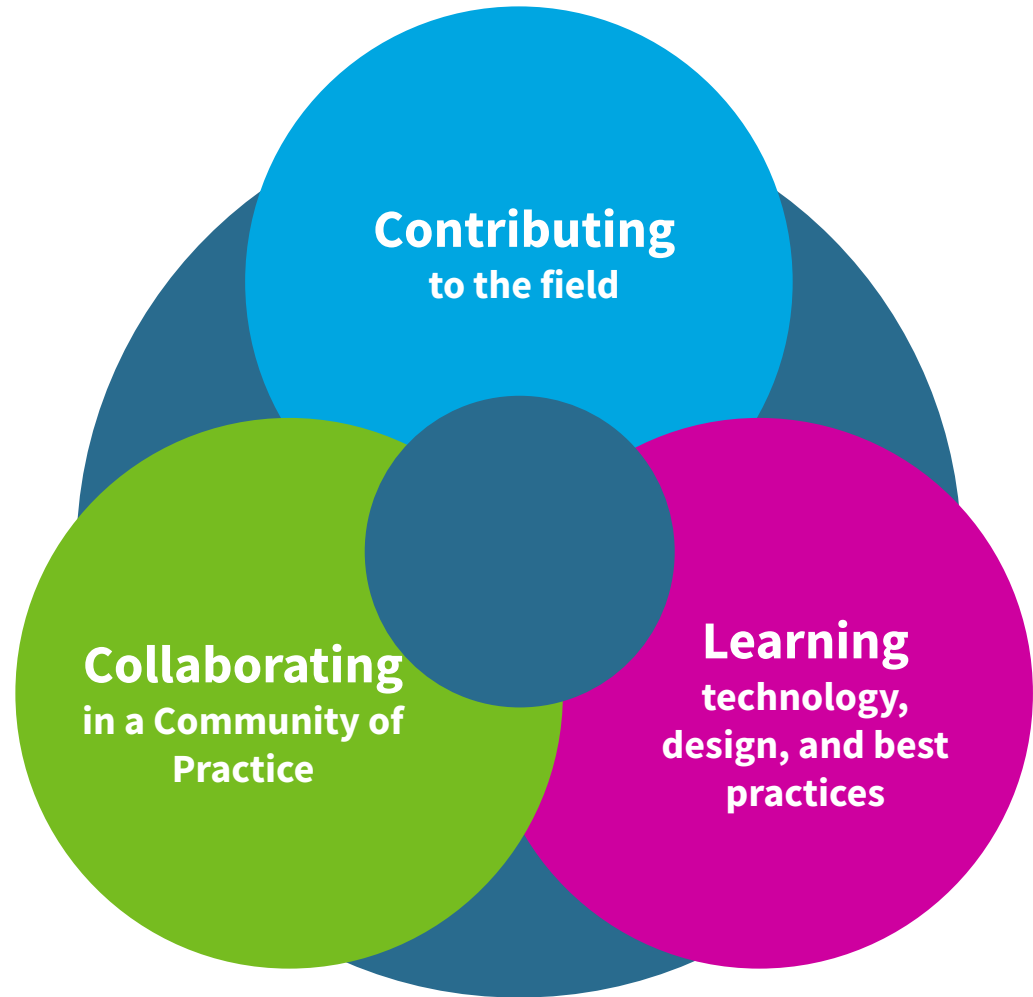 Contributing
to the field
Collaborating
in a Community of
Practice
Learning
technology,
design, and best
practices